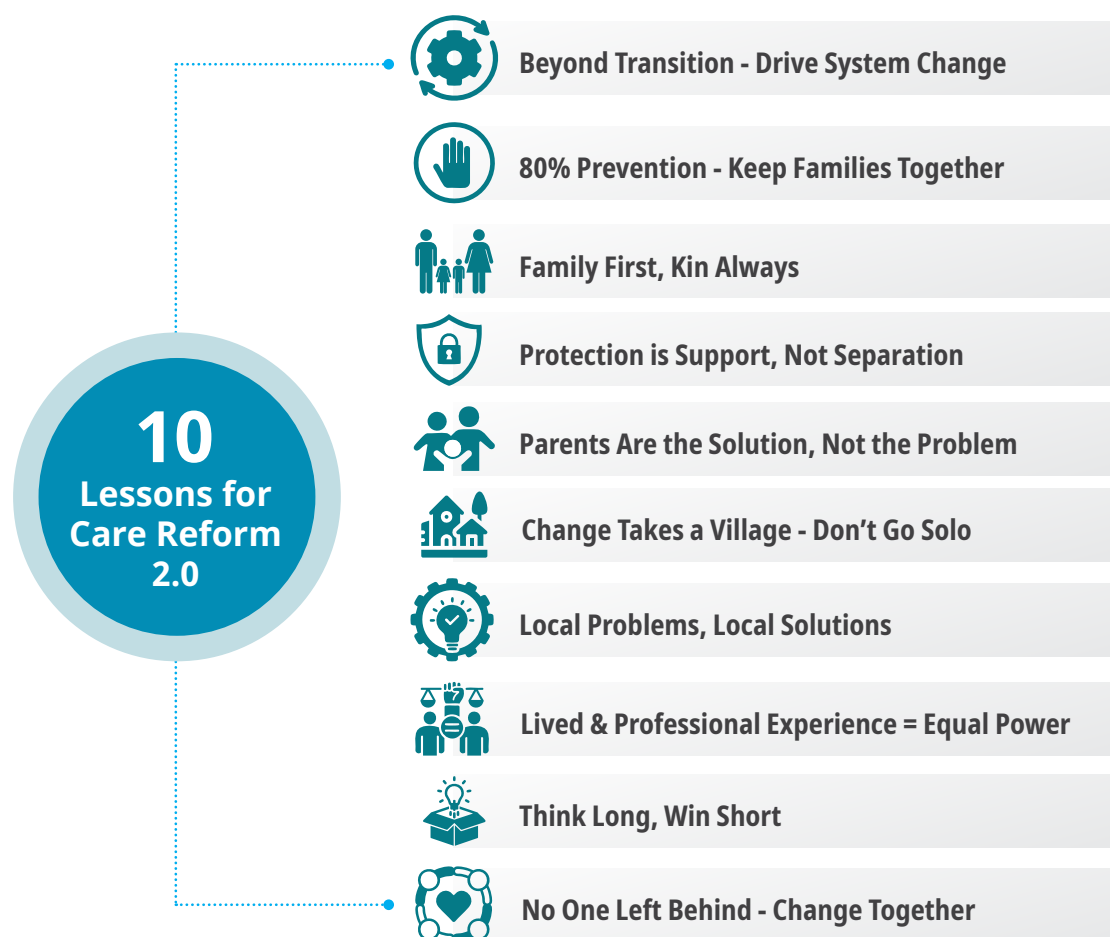 10
Lessons for
Care Reform
2.0
Beyond Transition - Drive System Change
80% Prevention - Keep Families Together
Family First, Kin Always
Protection is Support, Not Separation
Parents Are the Solution, Not the Problem
Change Takes a Village - Don’t Go Solo
Local Problems, Local Solutions
Lived & Professional Experience = Equal Power
Think Long, Win Short
No One Left Behind - Change Together